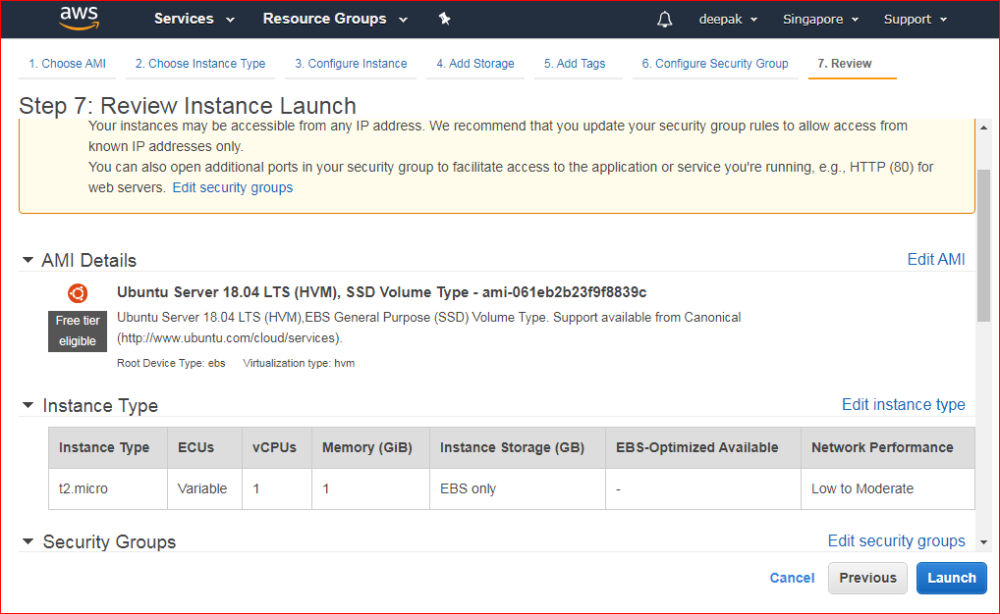 aws Services Resource Groups deepak Singapore Support
1. Choose AMI 2. Choose Instance Type 3. Configure Instance 4. Add Storage 5. Add Tags 6. Configure Security Group 7. Review
Step 7: Review Instance Launch
Your instances may be accessible from any IP address. We recommend that you update your security group rules to allow access from
known IP addresses only.
You can also open additional ports in your security group to facilitate access to the application or service you're running, e.g., HTTP (80) for
web servers. Edit security groups
AMI Details Edit AMI
Ubuntu Server 18.04 LTS (HVM), SSD Volume Type - ami-061eb2b23f9f8839c
Free tier
eligible
Ubuntu Server 18.04 LTS (HVM),EBS General Purpose (SSD) Volume Type. Support available from Canonical
(http://www.ubuntu.com/cloud/services).
Root Device Type: ebs Virtualization type: hvm
Instance Type Edit instance type
Instance Type ECUs vCPUs Memory (GiB) Instance Storage (GB) EBS-Optimized Available Network Performance
t2.micro Variable 1 1 EBS only - Low to Moderate
Security Groups Edit security groups
Cancel Previous Launch